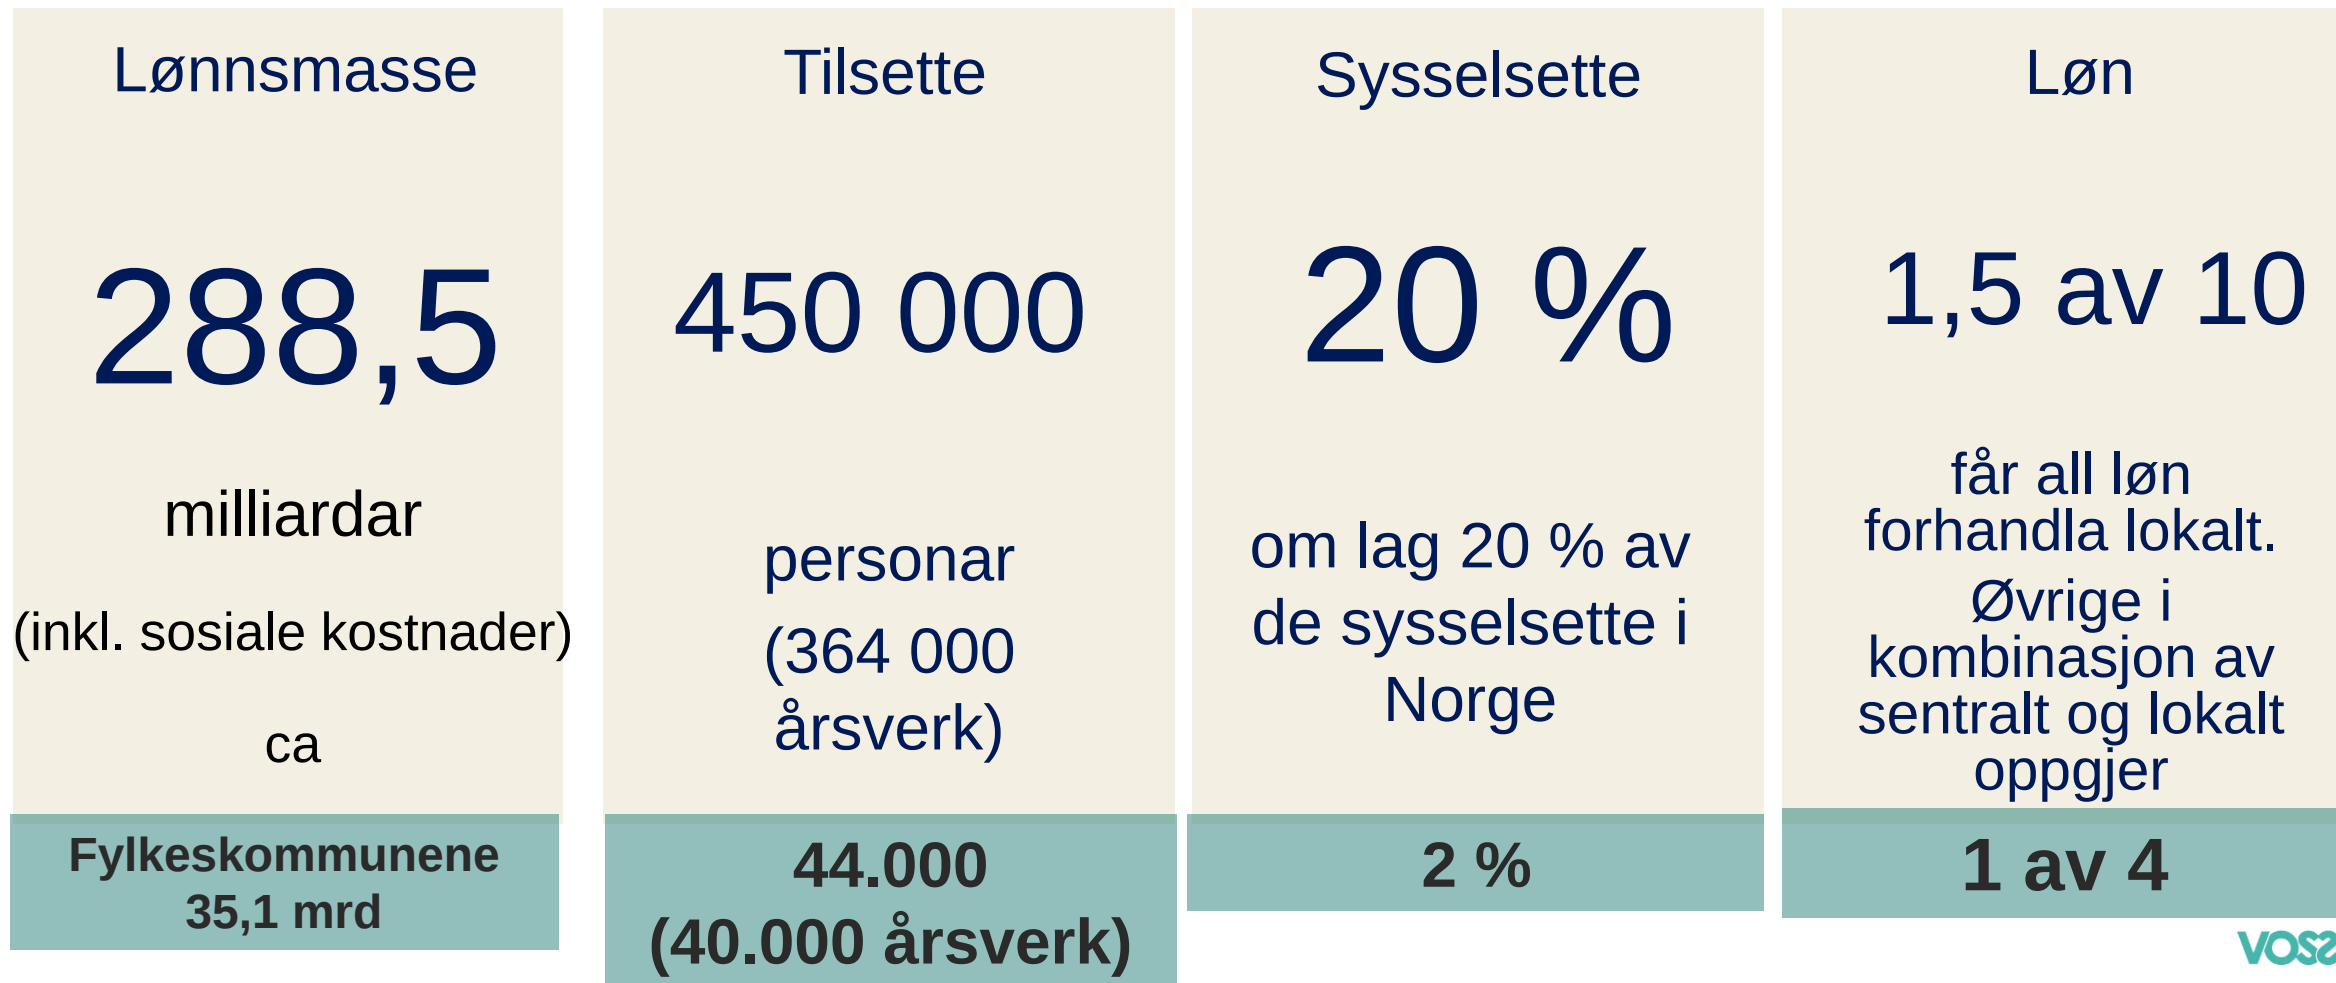 Lønnsmasse
288,5
milliardar
(inkl. sosiale kostnader)
ca
Fylkeskommunene
35,1 mrd
Tilsette
450 000
personar
(364 000
årsverk)
44.000
(40.000 årsverk)
Sysselsette
20 %
om lag 20 % av
de sysselsette i
Norge
2 %
Løn
1,5 av 10
får all løn
forhandla lokalt.
Øvrige i
kombinasjon av
sentralt og lokalt
oppgjer
1 av 4
VOSS